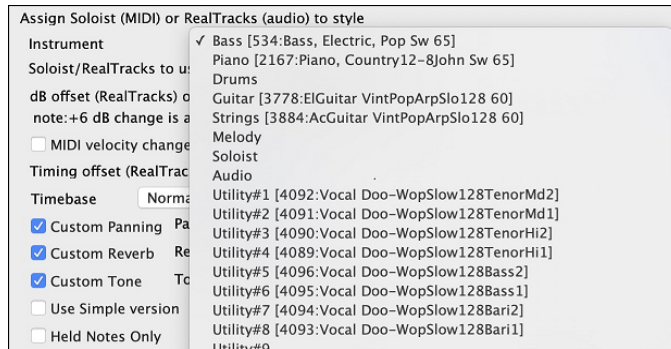 Assign Soloist (MIDI) or RealTracks (audio) to style
Instrument
✓ Bass [534:Bass, Electric, Pop Sw 65]
Piano [2167:Piano, Country12-8John Sw 65]
Soloist/RealTracks to us
Drums
dB offset (RealTracks) o
Guitar [3778:ElGuitar VintPopArpSlo128 60]
note:+6 dB change is a
Strings [3884:AcGuitar VintPopArpSlo128 60]
Melody
MIDI velocity change
Soloist
Timing offset (RealTrac
Audio
Timebase Norma
Utility#1 [4092:Vocal Doo-WopSlow128TenorMd2]
Custom Panning Pa
Utility#2 [4091:Vocal Doo-WopSlow128TenorMd1]
Utility#3 [4090:Vocal Doo-WopSlow128TenorHi2]
Custom Reverb Re
Utility#4 [4089:Vocal Doo-WopSlow128TenorHi1]
Custom Tone To
Utility#5 [4096:Vocal Doo-WopSlow128Bass2]
Utility#6 [4095:Vocal Doo-WopSlow128Bass1]
Use Simple version
Utility#7 [4094:Vocal Doo-WopSlow128Bari2]
Held Notes Only
Utility#8 [4093:Vocal Doo-WopSlow128Bari1]
Utility#9